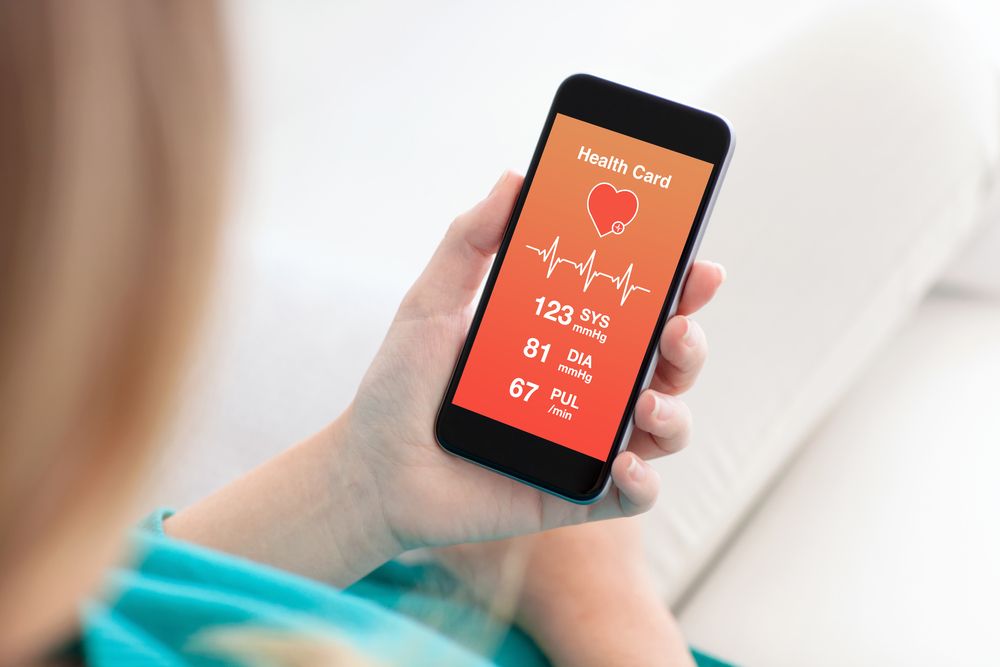 Health Card
123 SYS
mmHg
81 DIA
mmHg
67 PUL
/min